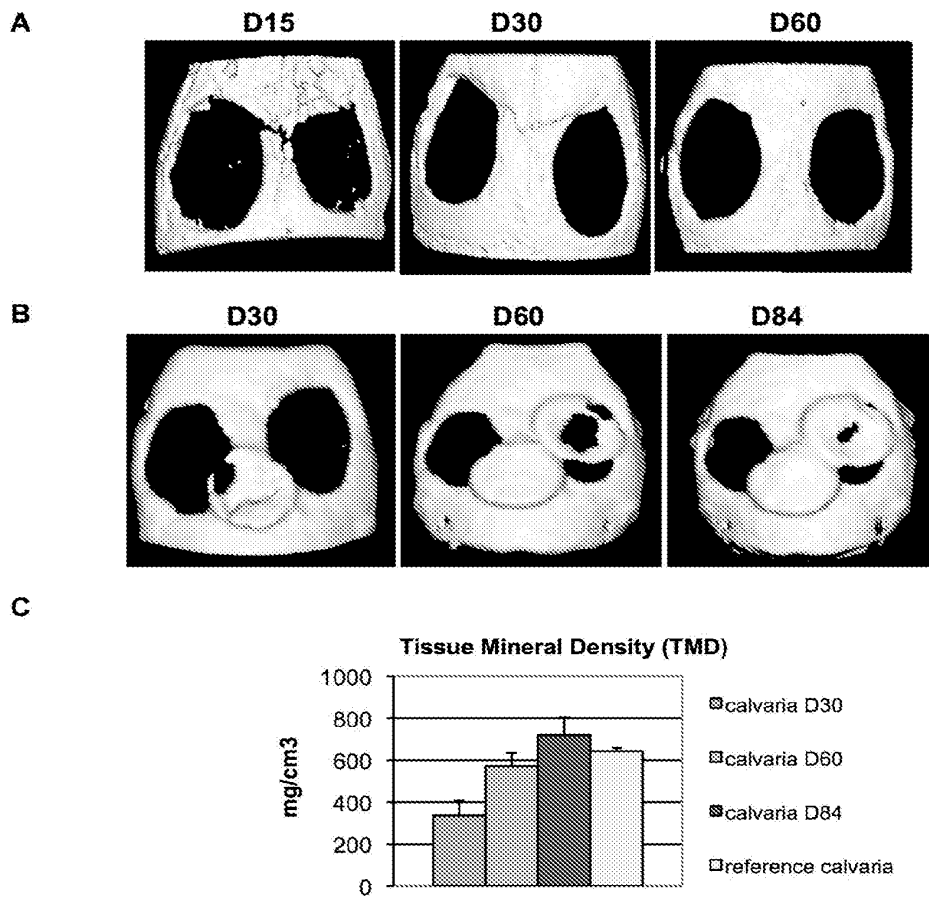 A
D15 D30 D60
B
D30 D60 D84
C
Tissue Mineral Density (TMD)
1000
800
600
400
200
0
mg/cm3
calvaria D30
calvaria D60
calvaria D84
reference calvaria